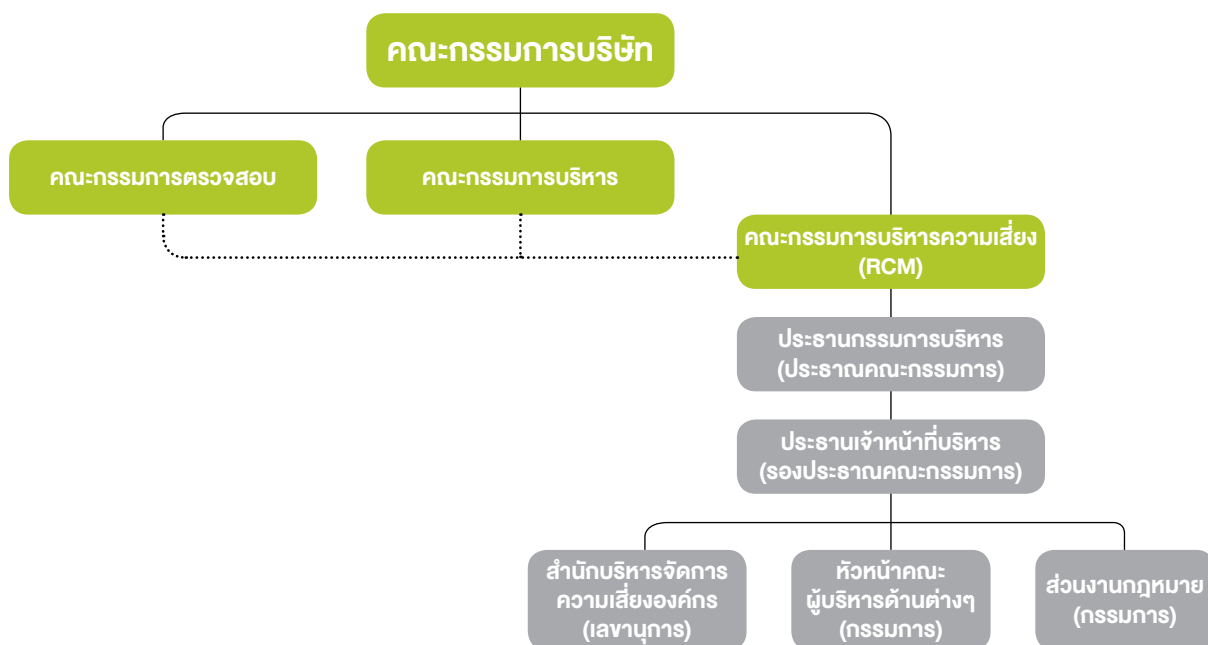 คณะกรรมการบริษัท
คณะกรรมการตรวจสอบ
คณะกรรมการบริหาร
คณะกรรมการบริหารความเสี่ยง
(RCM)
ประธานกรรมการบริหาร
(ประธาณคณะกรรมการ)
ประธานเจ้าหน้าที่บริหาร
(รองประธาณคณะกรรมการ)
สำนักบริหารจัดการ
ความเสี่ยงองค์กร
(เลขานุการ)
หัวหน้าคณะ
ผู้บริหารด้านต่างๆ
(กรรมการ)
ส่วนงานกฎหมาย
(กรรมการ)